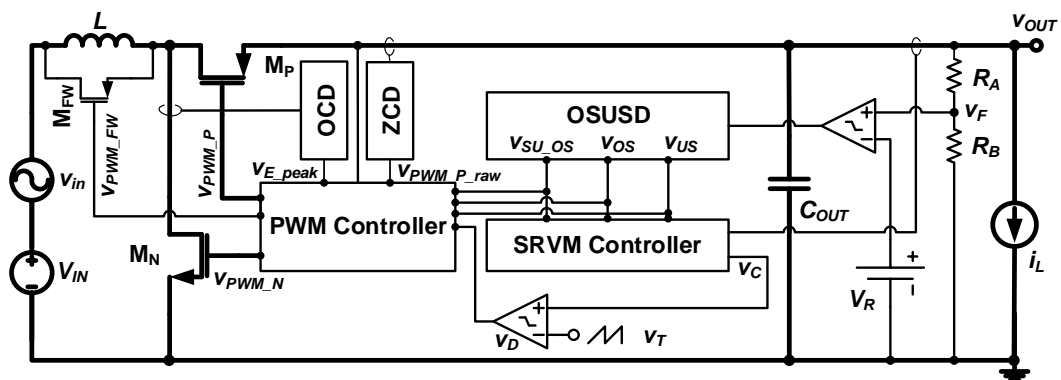 v_OUT
L
M_P
M_FW
v_PWM_FW
v_PWM_P
OCD
ZCD
OSUSD
v_SU_OS v_OS v_US
v_F
R_A
R_B
v_in
v_E_peak
v_PWM_P_raw
PWM Controller
SRVM Controller
C_OUT
M_N
V_IN
+
−
v_PWM_N
v_C
V_R
+
−
i_L
+
−
v_D
v_T
+
−